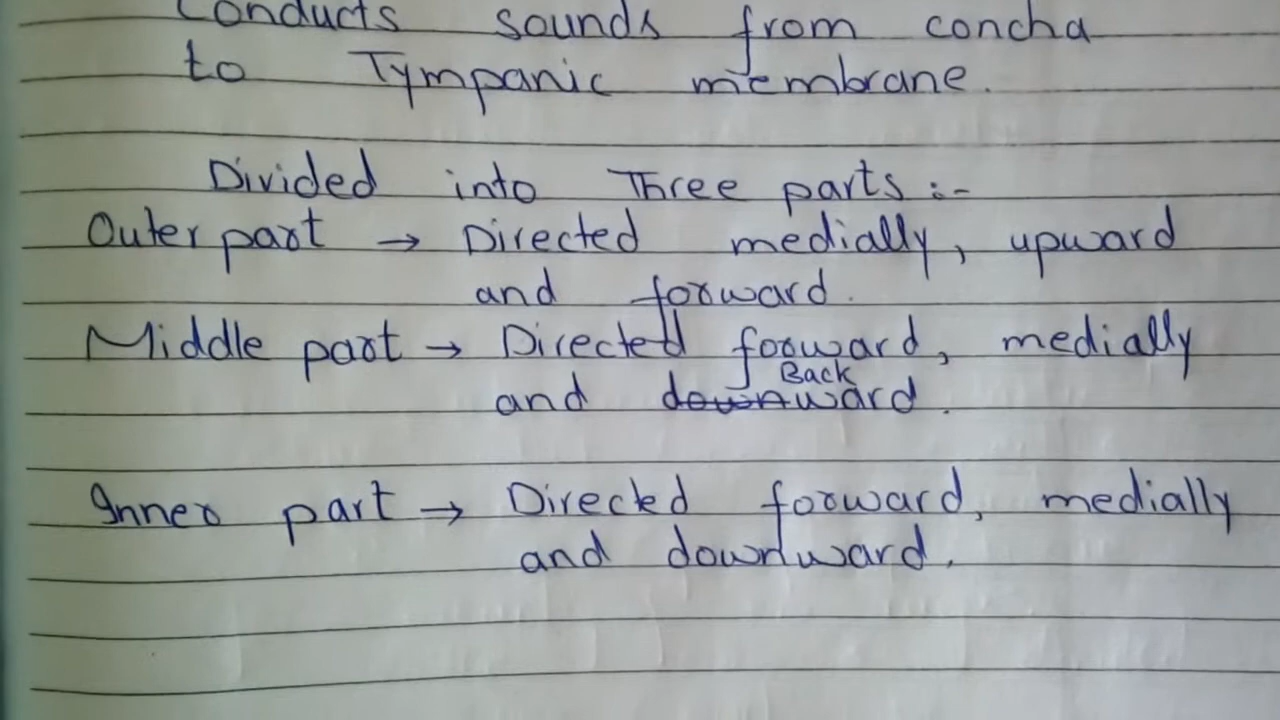 Conducts sounds from concha
to Tympanic membrane.
Divided into Three parts :-
Outer part → Directed medially, upward
and forward.
Middle part → Directed forward, medially
Back
and downward.
Inner part → Directed forward, medially
and downward.